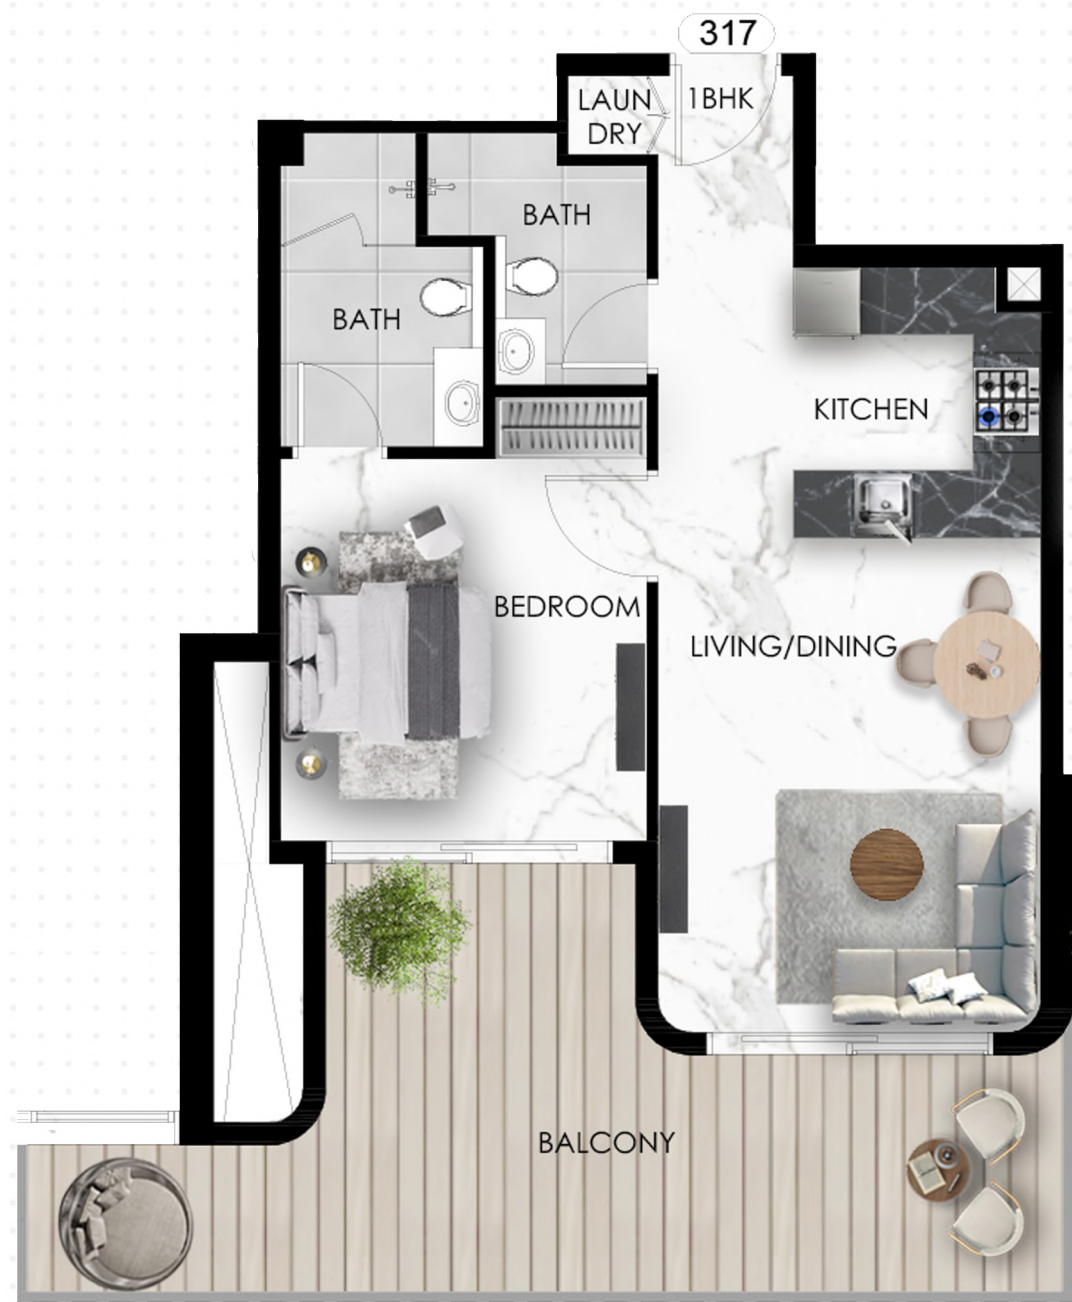 317
LAUN
DRY
1BHK
BATH
BATH
KITCHEN
BEDROOM
LIVING/DINING
BALCONY